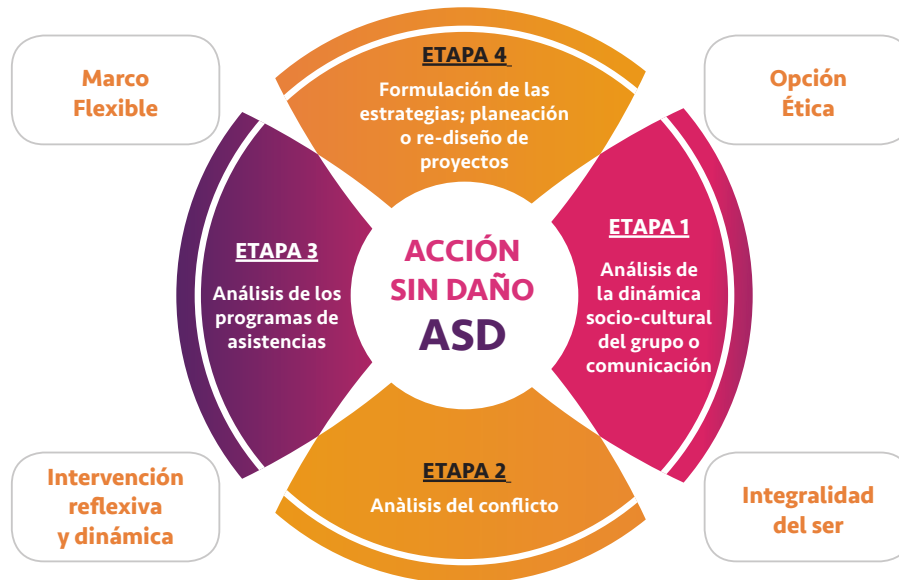 Marco
Flexible
ETAPA 4
Formulación de las
estrategias; planeación
o re-diseño de
proyectos
Opción
Ética
ETAPA 3
Análisis de los
programas de
asistencias
ACCIÓN
SIN DAÑO
ASD
ETAPA 1
Análisis de
la dinámica
socio-cultural
del grupo o
comunicación
Intervención
reflexiva
y dinámica
ETAPA 2
Anàlisis del conflicto
Integralidad
del ser